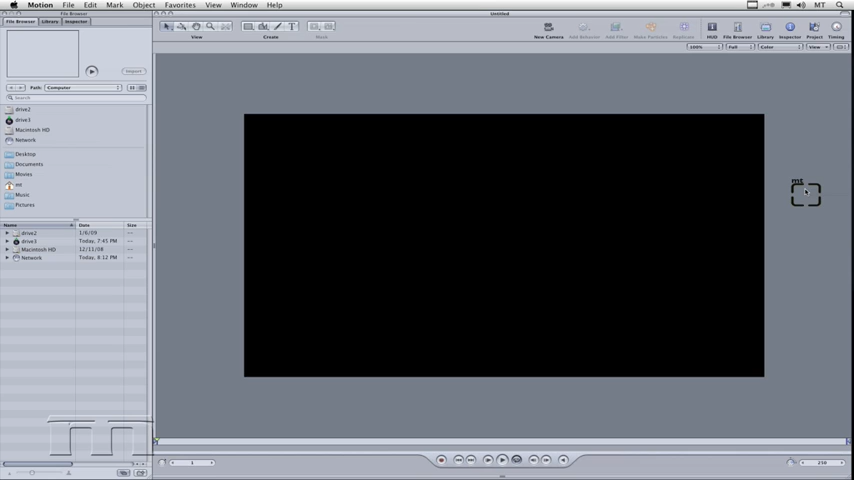 Motion File Edit Mark Object Favorites View Window Help MT
File Browser Untitled
File Browser Library Inspector
View Create Mask New Camera Add Behavior Add Filter Make Particles Replicate HUD File Browser Library Inspector Project Timing
100% Full Color View
Import
Path: Computer
Search
drive2
drive3
Macintosh HD
Network
Desktop
Documents
Movies
mt
Music
Pictures
mt
Name Date Size
drive2 1/6/09 --
drive3 Today, 7:45 PM --
Macintosh HD 12/11/08 --
Network Today, 8:12 PM --
1 250